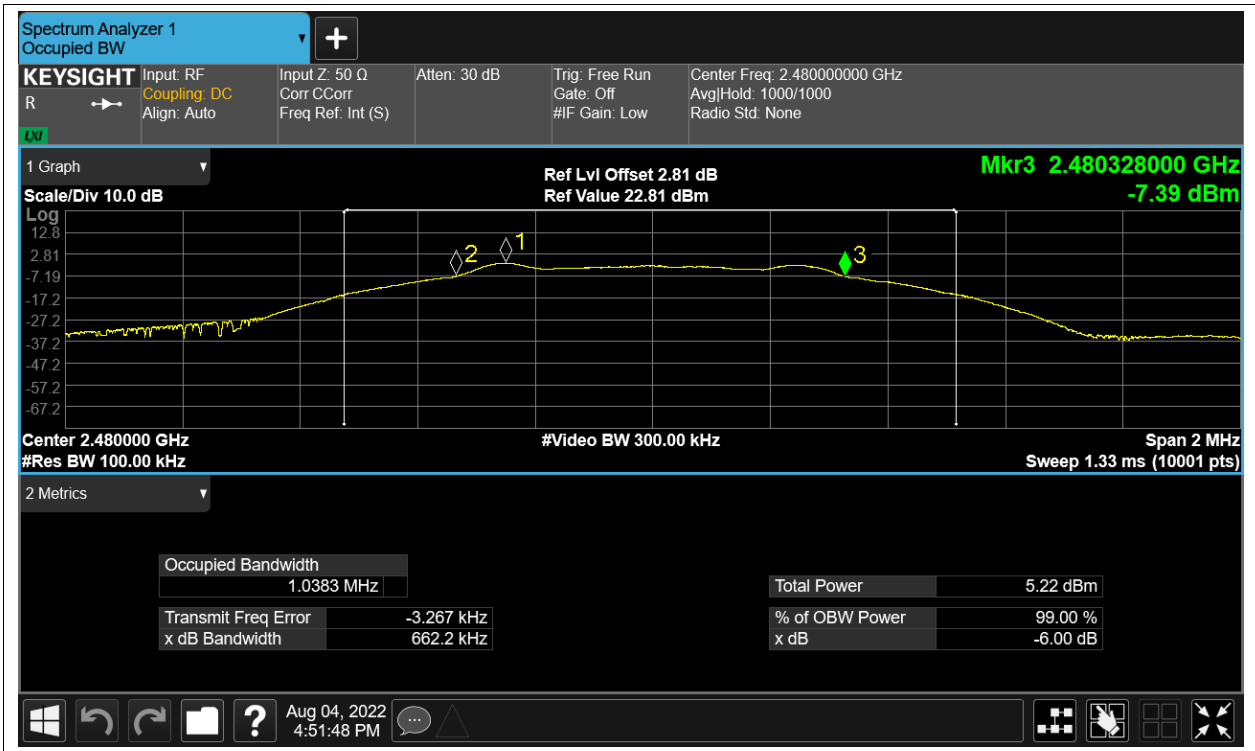 Spectrum Analyzer 1
Occupied BW
KEYSIGHT
R
LXI
Input: RF
Coupling: DC
Align: Auto
Input Z: 50 Ω
Corr CCorr
Freq Ref: Int (S)
Atten: 30 dB
Trig: Free Run
Gate: Off
#IF Gain: Low
Center Freq: 2.480000000 GHz
Avg|Hold: 1000/1000
Radio Std: None
1 Graph
Scale/Div 10.0 dB
Ref Lvl Offset 2.81 dB
Ref Value 22.81 dBm
Mkr3 2.480328000 GHz
-7.39 dBm
Log
12.8
2.81
-7.19
-17.2
-27.2
-37.2
-47.2
-57.2
-67.2
2
1
3
Center 2.480000 GHz
#Res BW 100.00 kHz
#Video BW 300.00 kHz
Span 2 MHz
Sweep 1.33 ms (10001 pts)
2 Metrics
Occupied Bandwidth
1.0383 MHz
Transmit Freq Error -3.267 kHz
x dB Bandwidth 662.2 kHz
Total Power 5.22 dBm
% of OBW Power 99.00 %
x dB -6.00 dB
?
Aug 04, 2022
4:51:48 PM